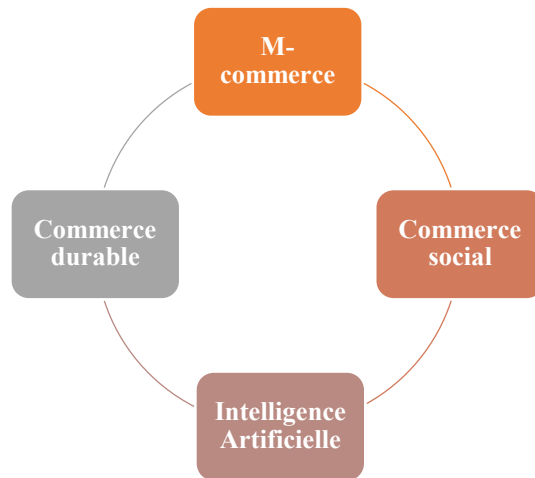 M-
commerce
Commerce
durable
Commerce
social
Intelligence
Artificielle